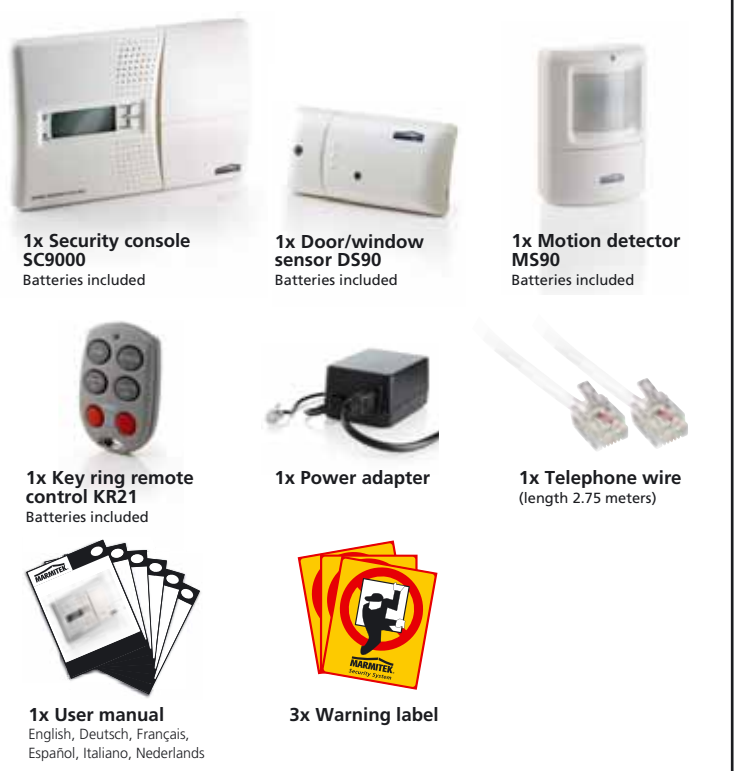 1x Security console
SC9000
Batteries included
1x Door/window
sensor DS90
Batteries included
1x Motion detector
MS90
Batteries included
1x Key ring remote
control KR21
Batteries included
1x Power adapter
1x Telephone wire
(length 2.75 meters)
MARMITEK
MARMITEK
Security System
1x User manual
English, Deutsch, Français,
Español, Italiano, Nederlands
3x Warning label